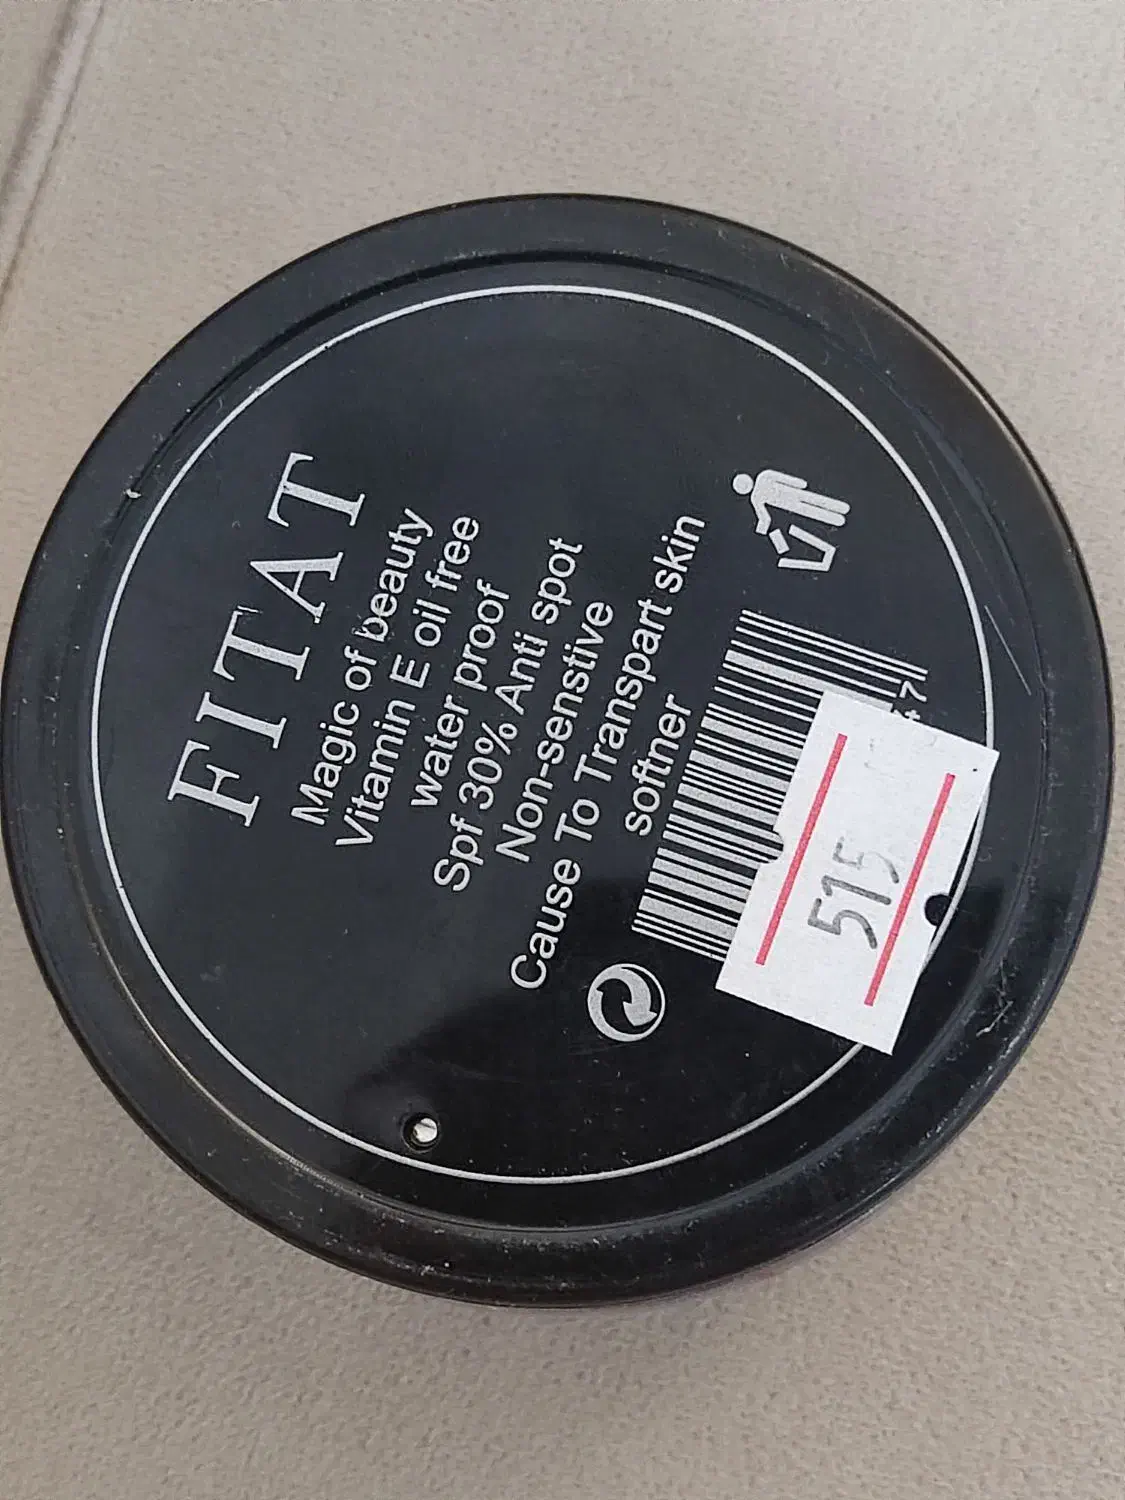 FITAT
Magic of beauty
Vitamin E oil free
water proof
Spf 30% Anti spot
Non-senstive
Cause To Transpart skin
softner
515